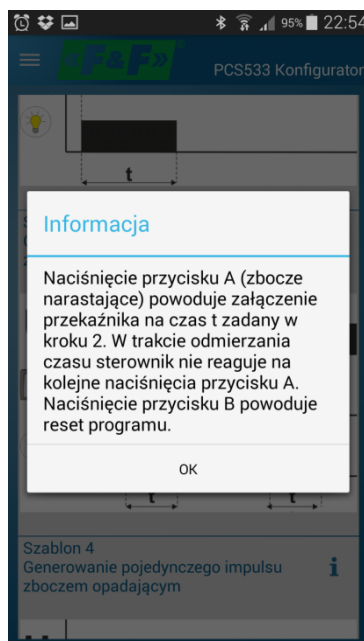 95% 22:54
«F&F»
PCS533 Konfigurator
t
Informacja
Naciśnięcie przycisku A (zbocze
narastające) powoduje załączenie
przekaźnika na czas t zadany w
kroku 2. W trakcie odmierzania
czasu sterownik nie reaguje na
kolejne naciśnięcia przycisku A.
Naciśnięcie przycisku B powoduje
reset programu.
OK
t t
Szablon 4
Generowanie pojedynczego impulsu
zboczem opadającym
i